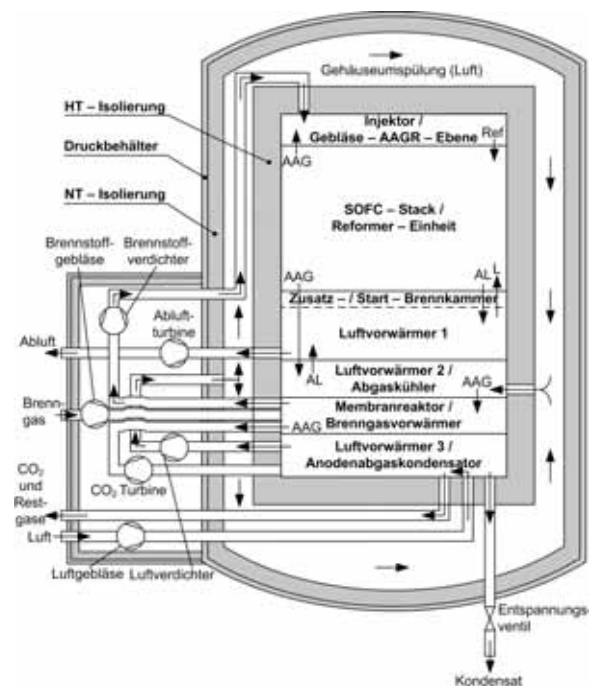 Gehäuseumspülung (Luft)
HT – Isolierung
Druckbehälter
NT – Isolierung
Injektor /
Gebläse – AAGR – Ebene
Ref
AAG
SOFC – Stack /
Reformer – Einheit
Brennstoff-
gebläse
Brennstoff-
verdichter
AAG
AL
L
Zusatz – / Start – Brennkammer
Abluft-
turbine
Luftvorwärmer 1
Abluft
AL
Luftvorwärmer 2 /
Abgaskühler
AAG
Brenn-
gas
Membranreaktor /
Brenngasvorwärmer
AAG
Luftvorwärmer 3 /
Anodenabgaskondensator
CO2
und
Rest-
gase
CO2 Turbine
Luft
Luftgebläse
Luftverdichter
Entspannungs-
ventil
Kondensat